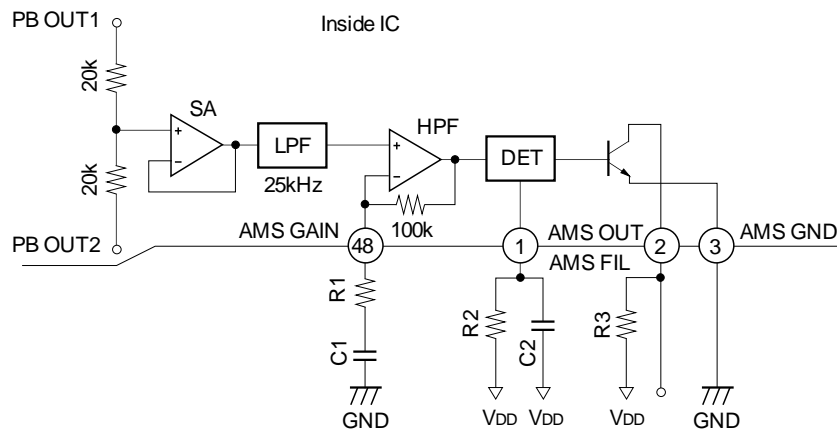 PB OUT1
Inside IC
20k
SA
+
−
LPF
25kHz
HPF
+
−
DET
20k
100k
PB OUT2
AMS GAIN
48
1
AMS OUT
2
3
AMS GND
AMS FIL
R1
R2
C2
R3
C1
GND
VDD
VDD
VDD
GND